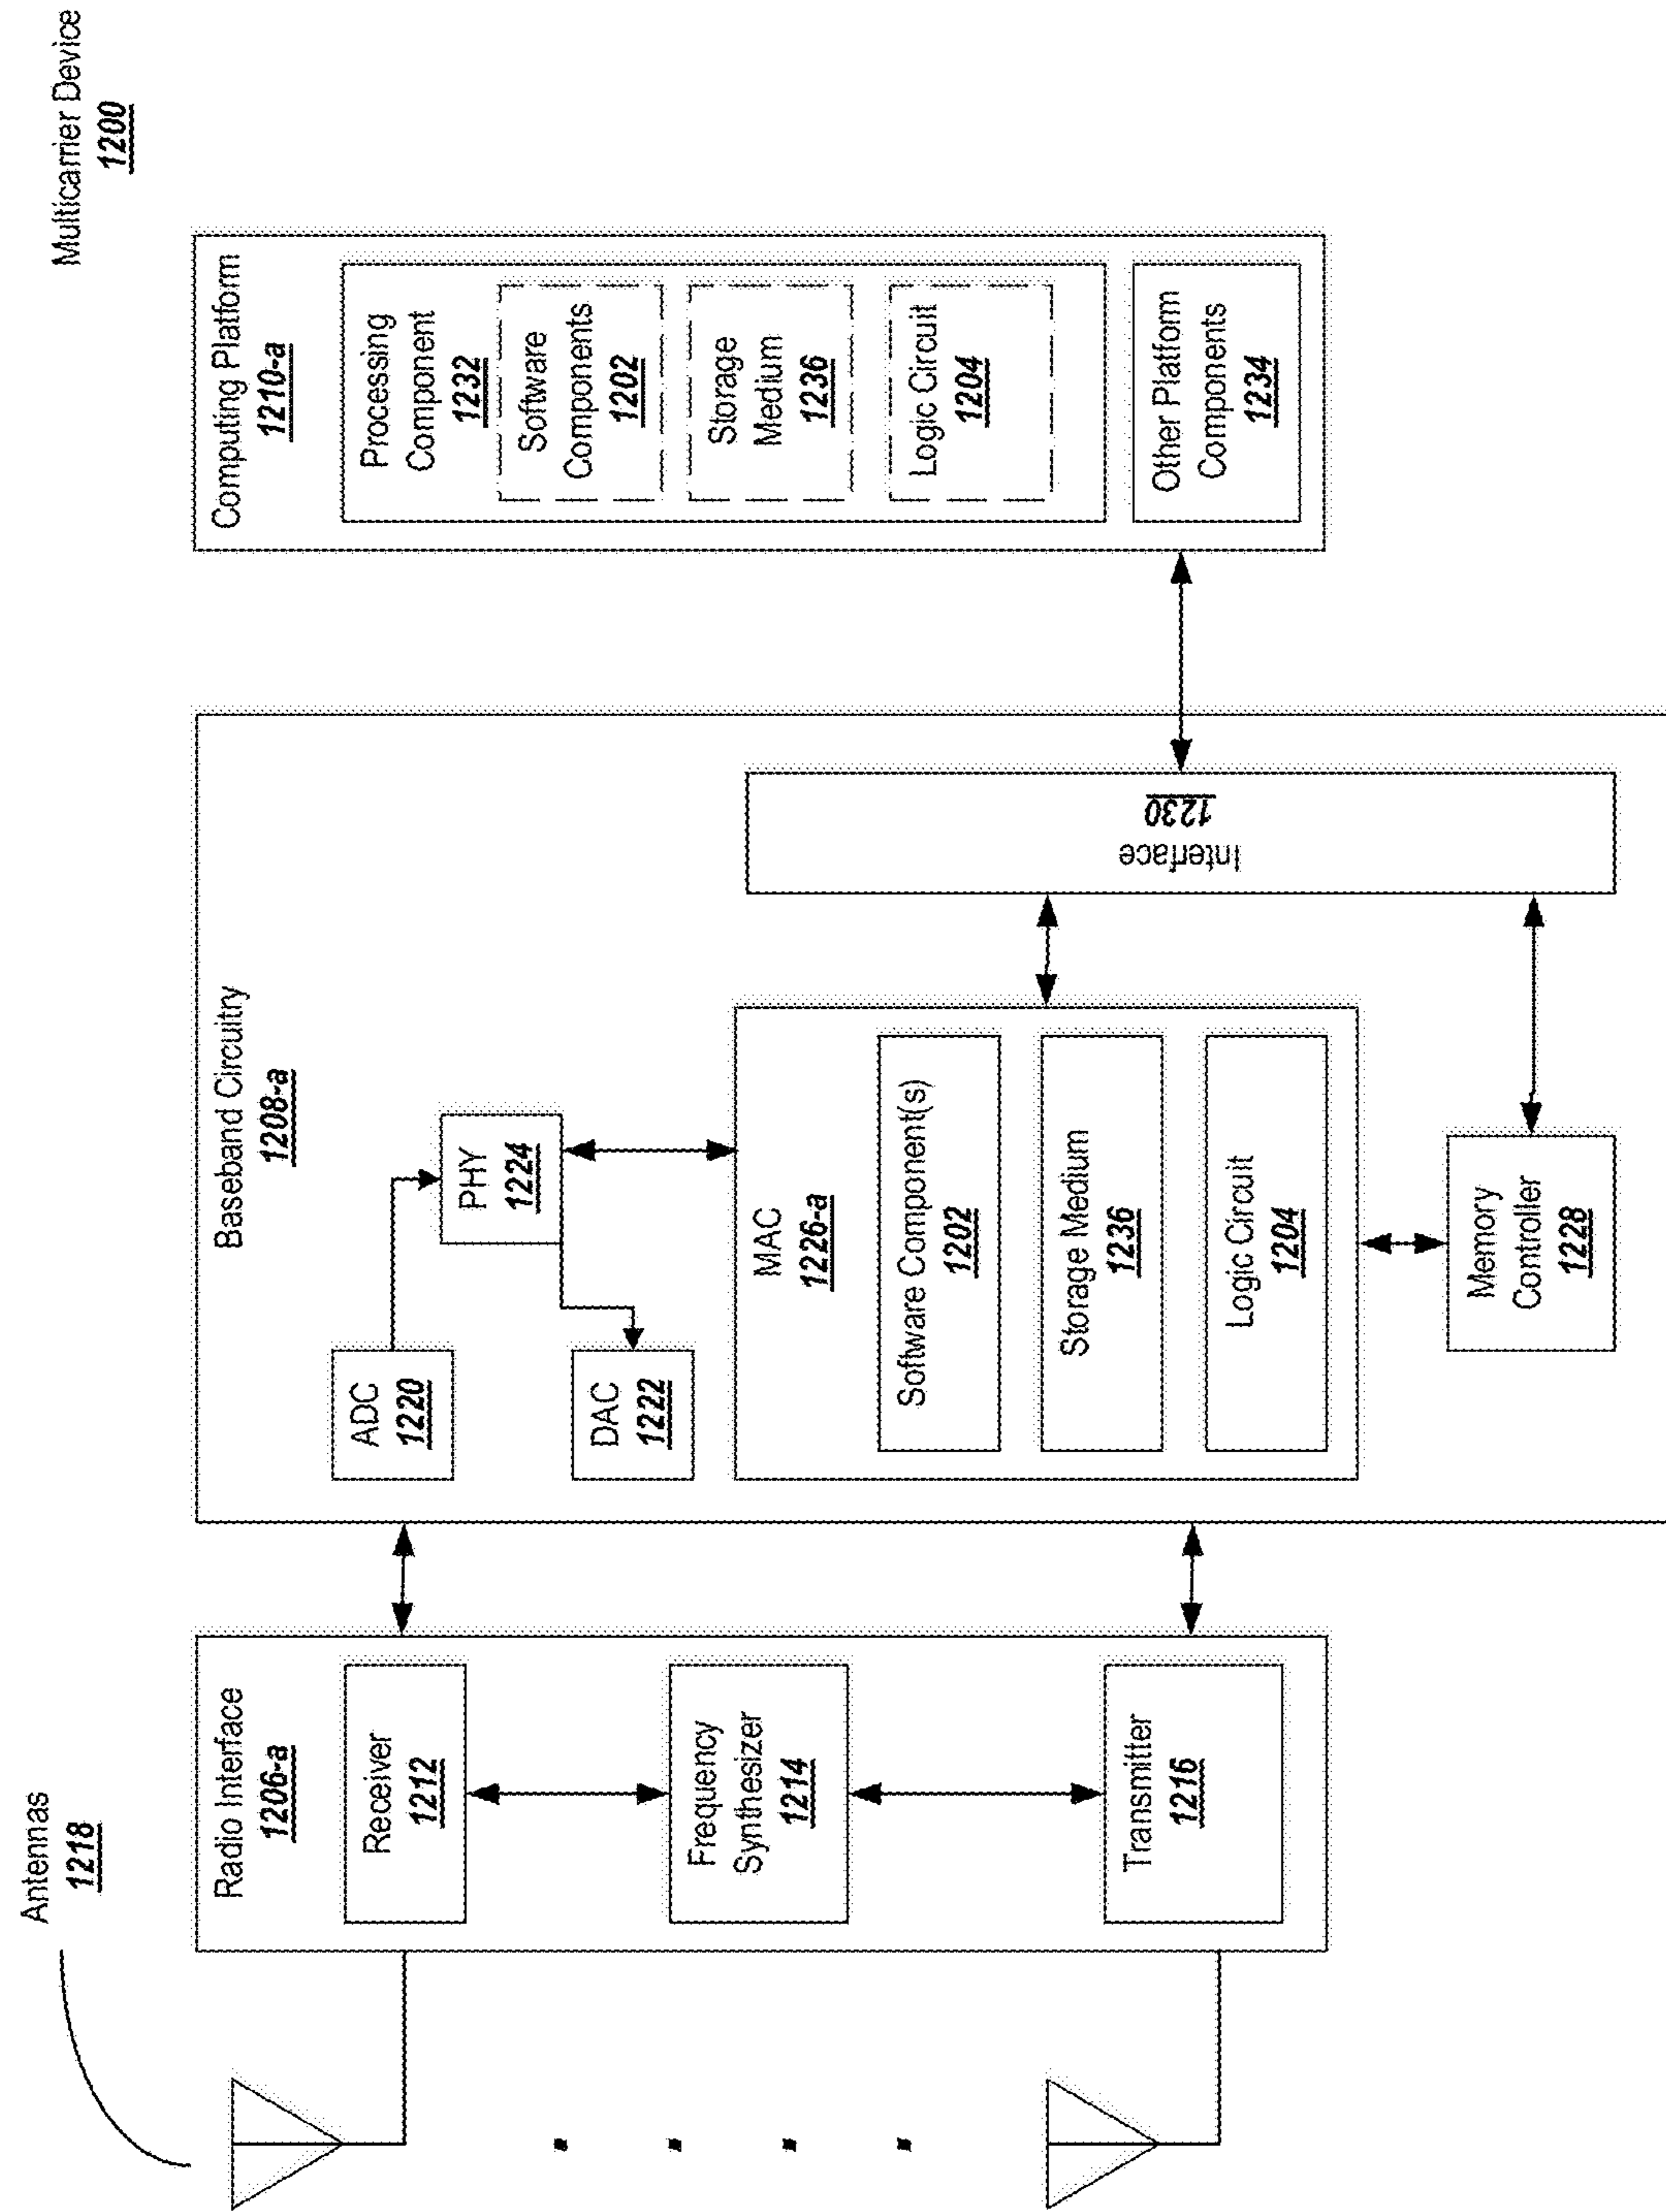 Multicarrier Device
1200
Antennas
1218
Radio Interface
1206-a
Receiver
1212
Frequency
Synthesizer
1214
Transmitter
1216
Baseband Circuitry
1208-a
ADC
1220
PHY
1224
DAC
1222
MAC
1226-a
Software Component(s)
1202
Storage Medium
1236
Logic Circuit
1204
Memory
Controller
1228
Interface
1230
Computing Platform
1210-a
Processing
Component
1232
Software
Components
1202
Storage
Medium
1236
Logic Circuit
1204
Other Platform
Components
1234